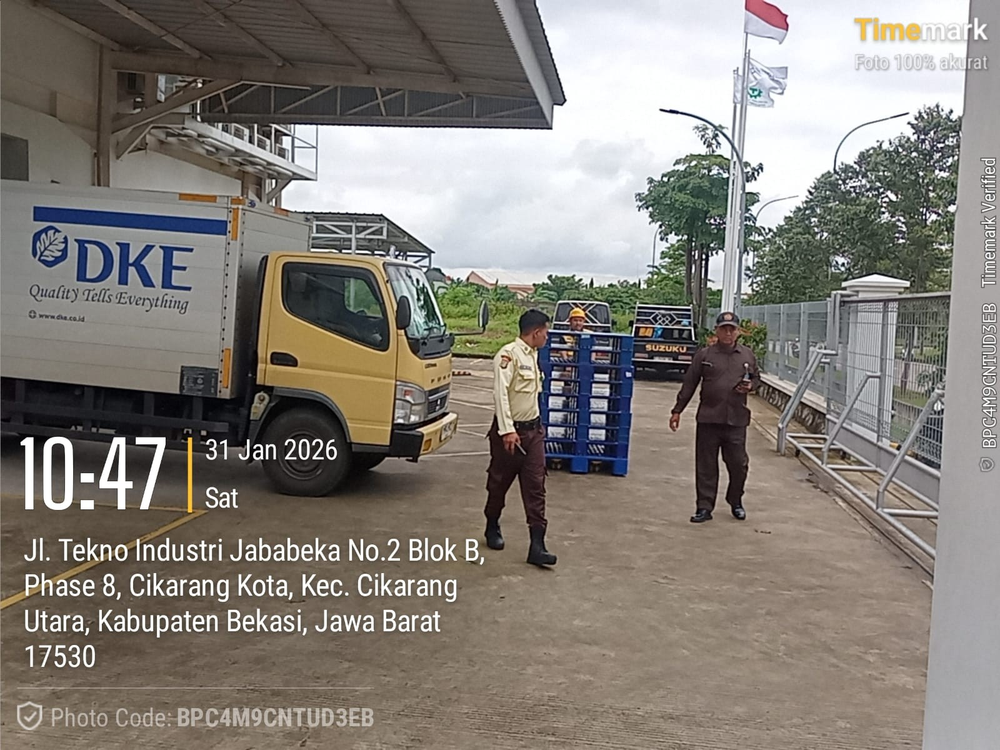 Timemark
Foto 100% akurat
DKE
Quality Tells Everything
www.dke.co.id
SUZUKU
10:47
31 Jan 2026
Sat
Jl. Tekno Industri Jababeka No.2 Blok B,
Phase 8, Cikarang Kota, Kec. Cikarang
Utara, Kabupaten Bekasi, Jawa Barat
17530
Photo Code: BPC4M9CNTUD3EB
BPC4M9CNTUD3EB Timemark Verified